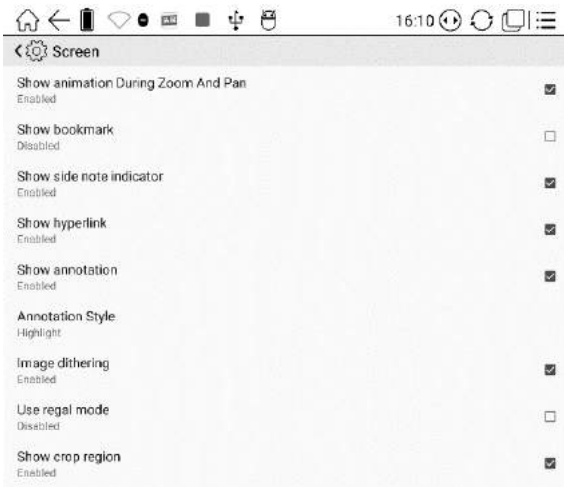 16:10
Screen
Show animation During Zoom And Pan
Enabled
Show bookmark
Disabled
Show side note indicator
Enabled
Show hyperlink
Enabled
Show annotation
Enabled
Annotation Style
Highlight
Image dithering
Enabled
Use regal mode
Disabled
Show crop region
Enabled